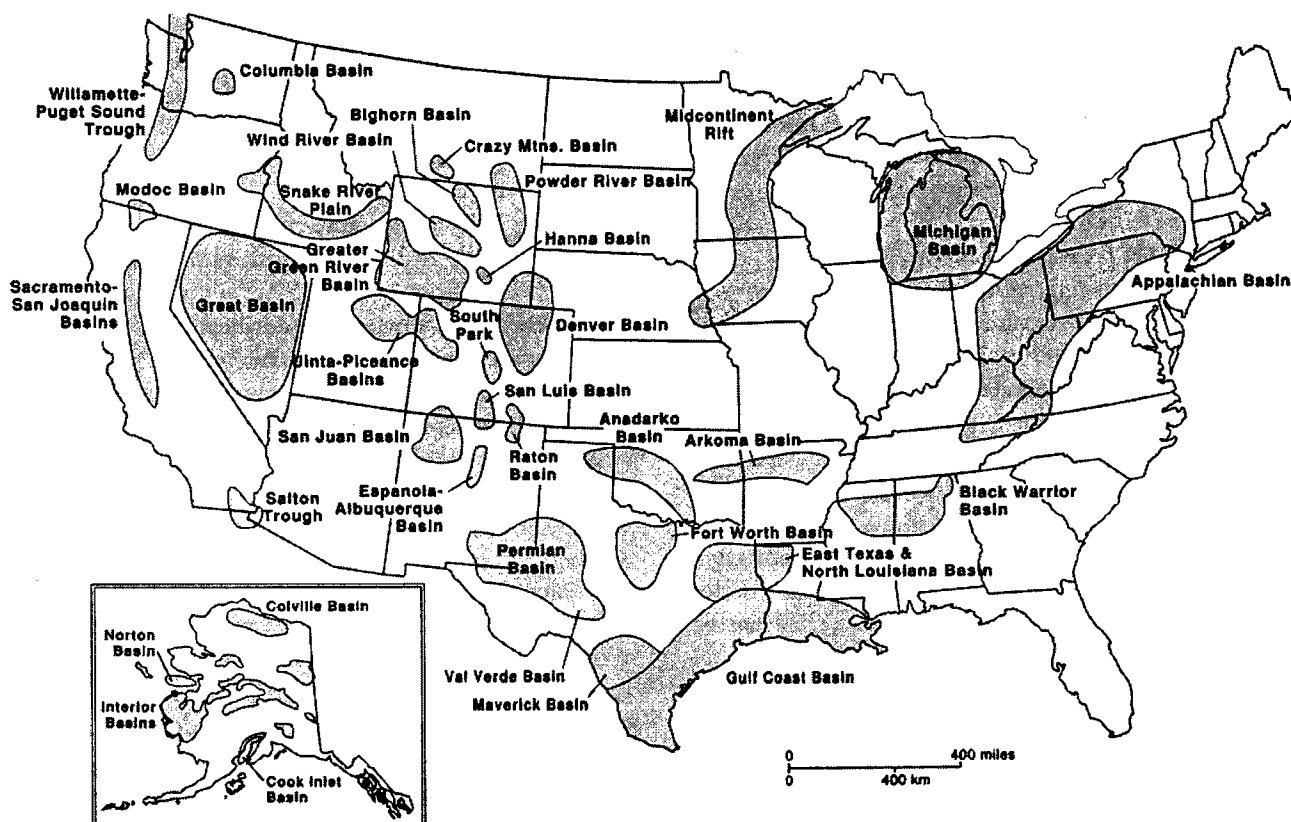 Columbia Basin
Willamette-
Puget Sound
Trough
Bighorn Basin
Wind River Basin
Crazy Mtns. Basin
Midcontinent
Rift
Modoc Basin
Snake River
Plain
Powder River Basin
Hanna Basin
Greater
Green River
Basin
Michigan
Basin
Appalachian Basin
Sacramento-
San Joaquin
Basins
Great Basin
South
Park
Denver Basin
Uinta-Piceance
Basins
San Luis Basin
San Juan Basin
Anadarko
Basin
Arkoma Basin
Raton
Basin
Espanola-
Albuquerque
Basin
Salton
Trough
Black Warrior
Basin
Fort Worth Basin
Permian
Basin
East Texas &
North Louisiana Basin
Val Verde Basin
Maverick Basin
Gulf Coast Basin
Colville Basin
Norton
Basin
Interior
Basins
Cook Inlet
Basin
0 400 miles
0 400 km